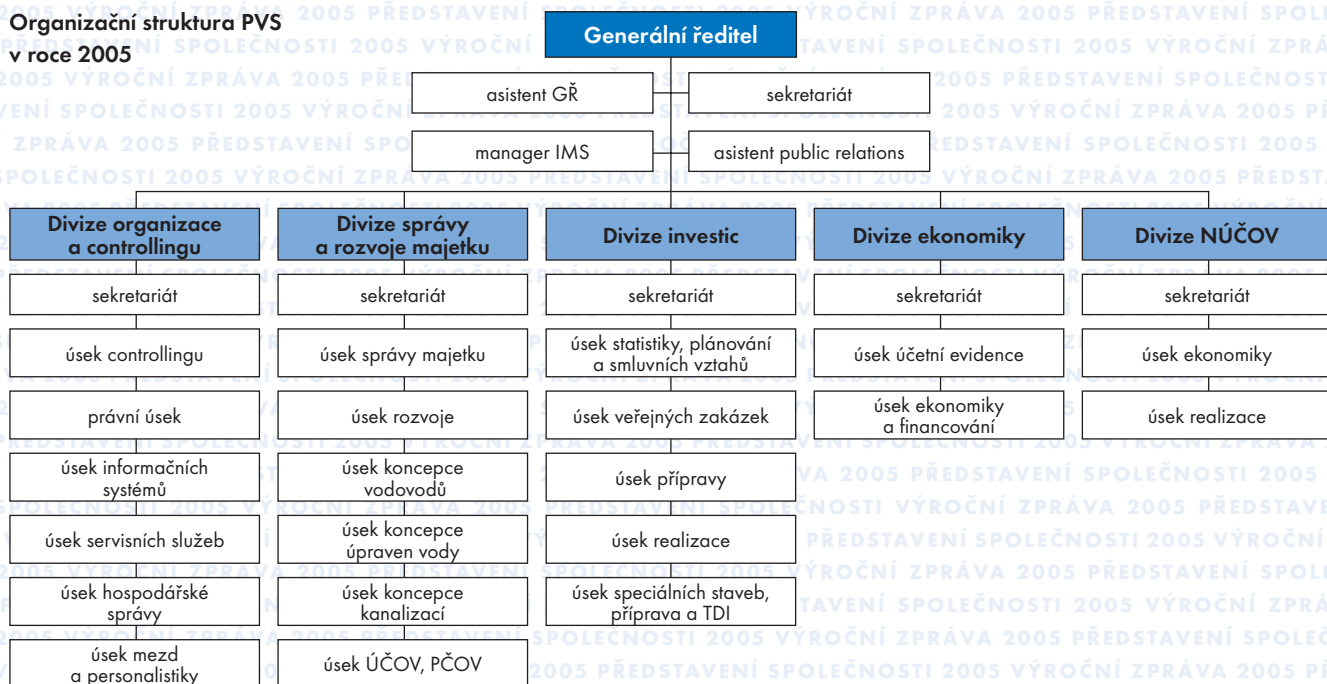 Organizační struktura PVS
v roce 2005
Generální ředitel
asistent GŘ
sekretariát
manager IMS
asistent public relations
Divize organizace
a controllingu
sekretariát
úsek controllingu
právní úsek
úsek informačních
systémů
úsek servisních služeb
úsek hospodářské
správy
úsek mezd
a personalistiky
Divize správy
a rozvoje majetku
sekretariát
úsek správy majetku
úsek rozvoje
úsek koncepce
vodovodů
úsek koncepce
úpraven vody
úsek koncepce
kanalizací
úsek ÚČOV, PČOV
Divize investic
sekretariát
úsek statistiky, plánování
a smluvních vztahů
úsek veřejných zakázek
úsek přípravy
úsek realizace
úsek speciálních staveb,
příprava a TDI
Divize ekonomiky
sekretariát
úsek účetní evidence
úsek ekonomiky
a financování
Divize NÚČOV
sekretariát
úsek ekonomiky
úsek realizace